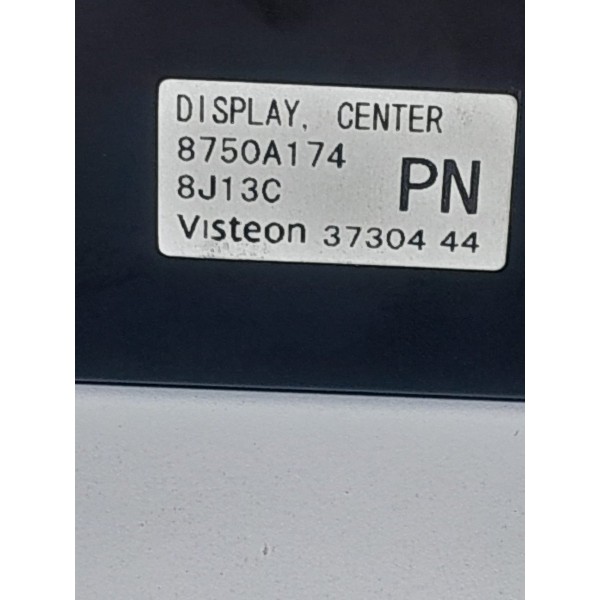 DISPLAY, CENTER
8750A174
8J13C PN
Visteon 37304 44